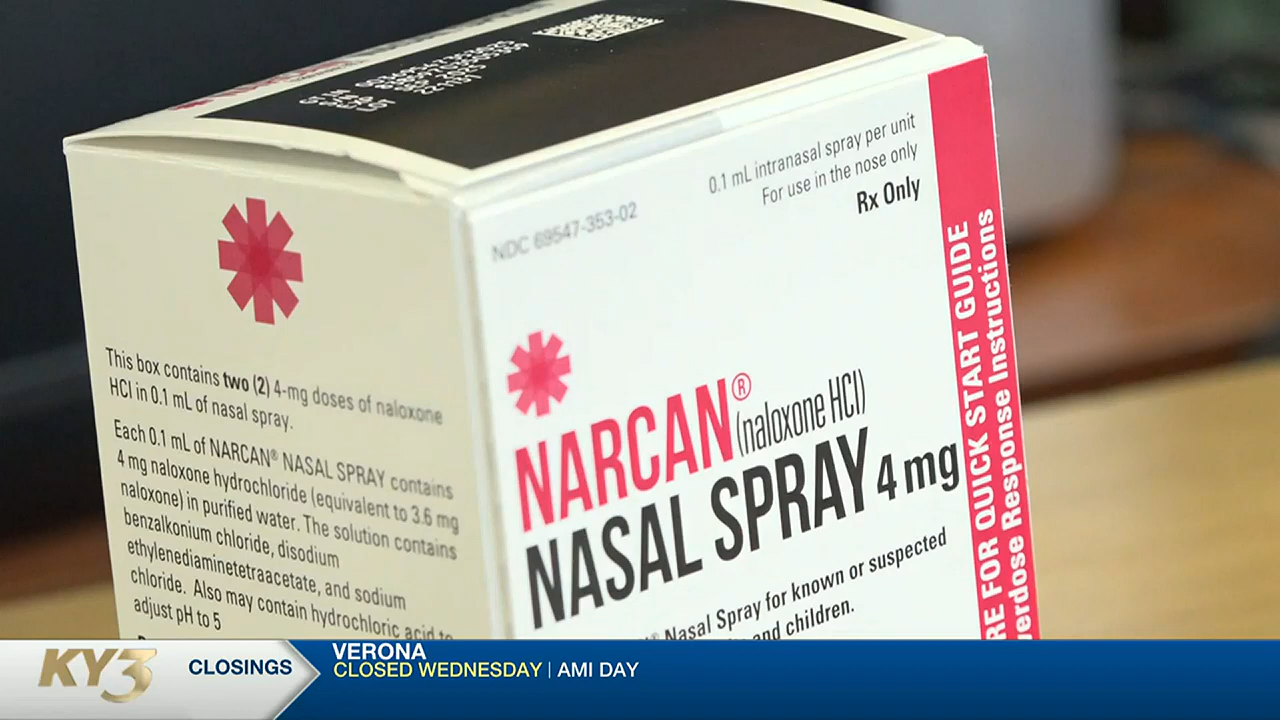 This box contains two (2) 4-mg doses of naloxone
HCl in 0.1 mL of nasal spray.
Each 0.1 mL of NARCAN® NASAL SPRAY contains
4 mg naloxone hydrochloride (equivalent to 3.6 mg
naloxone) in purified water. The solution contains
benzalkonium chloride, disodium
ethylenediaminetetraacetate, and sodium
chloride. Also may contain hydrochloric acid to
adjust pH to 5
NDC 69547-353-02
0.1 mL intranasal spray per unit
For use in the nose only
Rx Only
NARCAN® (naloxone HCl)
NASAL SPRAY 4 mg
Nasal Spray for known or suspected
and children.
FOR QUICK START GUIDE
Response Instructions
KY3
CLOSINGS
VERONA
CLOSED WEDNESDAY | AMI DAY